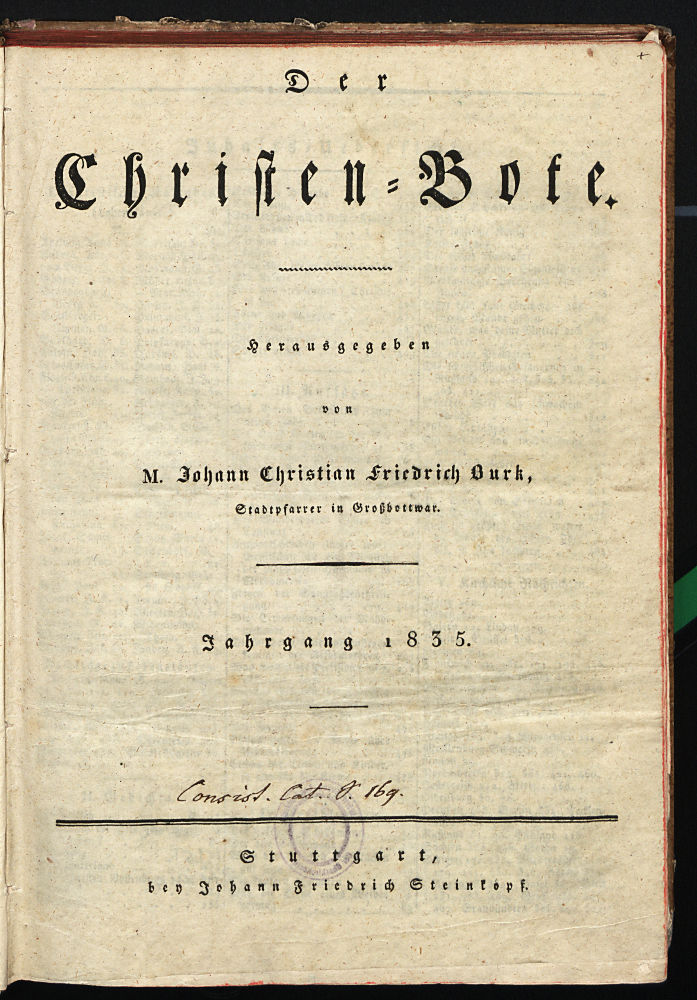 Der
Christen=Bote.
Herausgegeben
von
M. Johann Christian Friedrich Burk,
Stadtpfarrer in Großbottwar.
Jahrgang 1835.
Consist. Cat. S. 169.
Stuttgart,
bey Johann Friedrich Steinkopf.